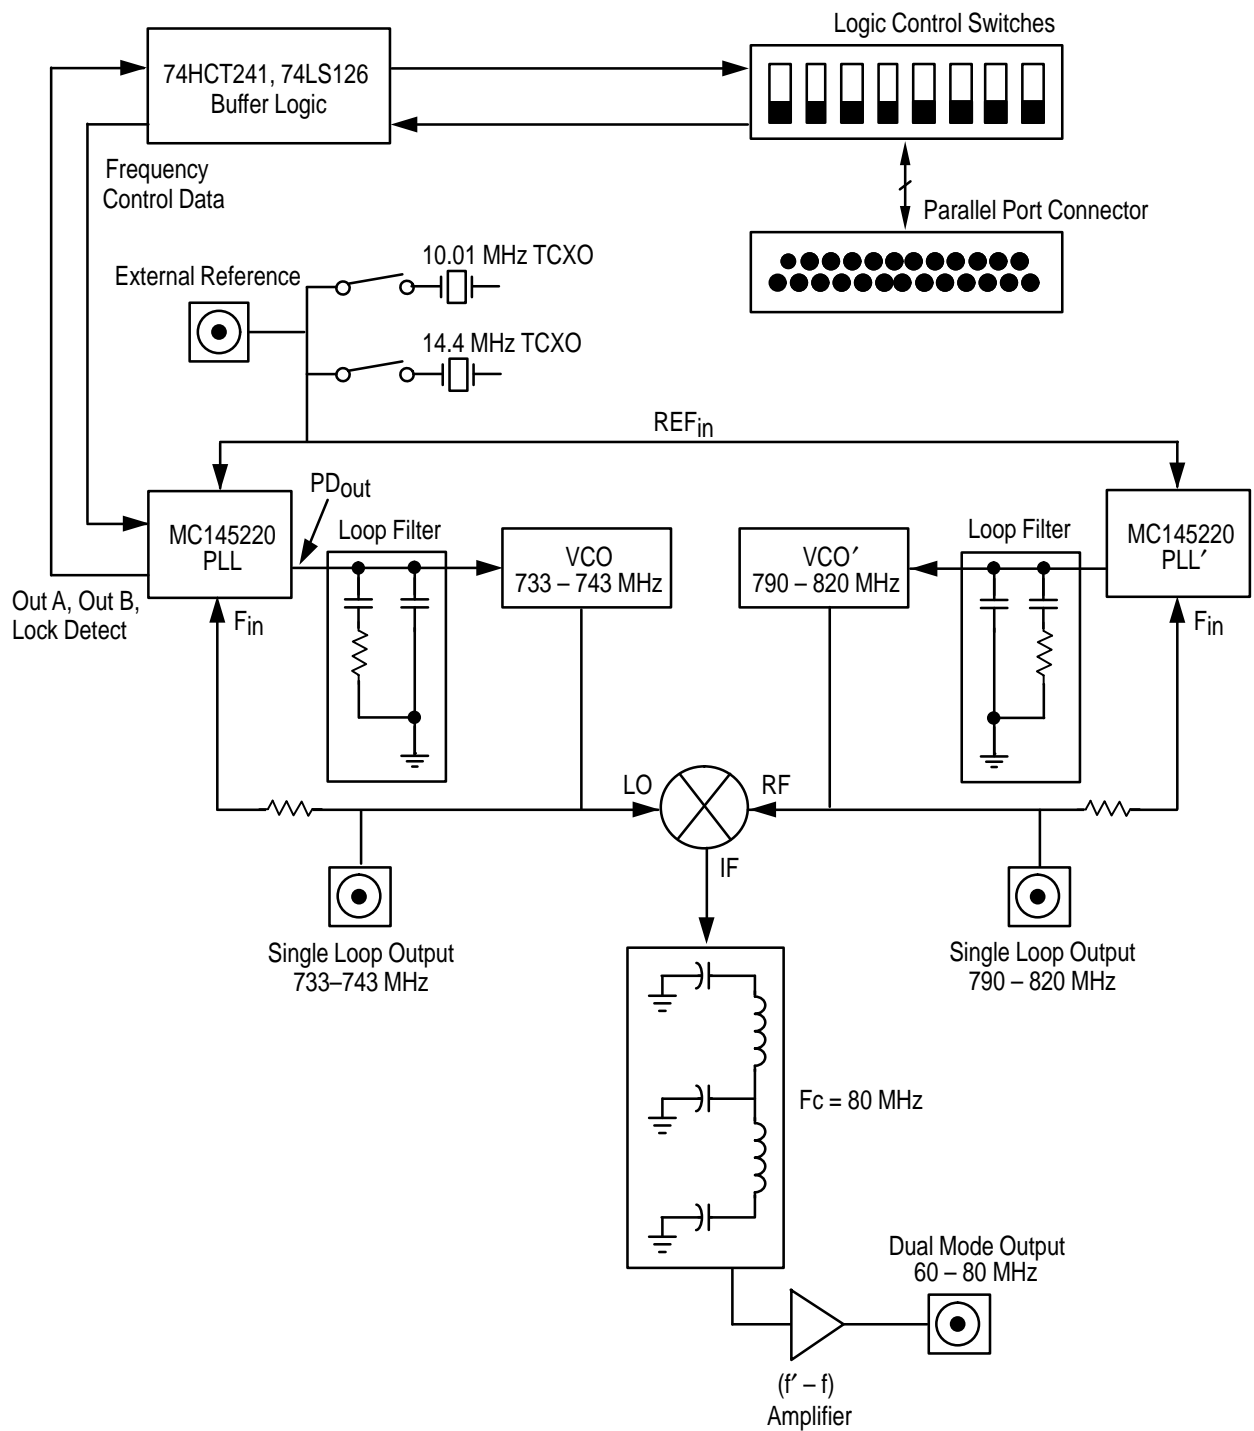 Logic Control Switches
74HCT241, 74LS126
Buffer Logic
Frequency
Control Data
Parallel Port Connector
External Reference
10.01 MHz TCXO
14.4 MHz TCXO
REFin
PDout
MC145220
PLL
Loop Filter
VCO
733 – 743 MHz
VCO′
790 – 820 MHz
Loop Filter
MC145220
PLL′
Out A, Out B,
Lock Detect
Fin
Fin
LO
RF
IF
Single Loop Output
733–743 MHz
Single Loop Output
790 – 820 MHz
Fc = 80 MHz
Dual Mode Output
60 – 80 MHz
(f′ – f)
Amplifier